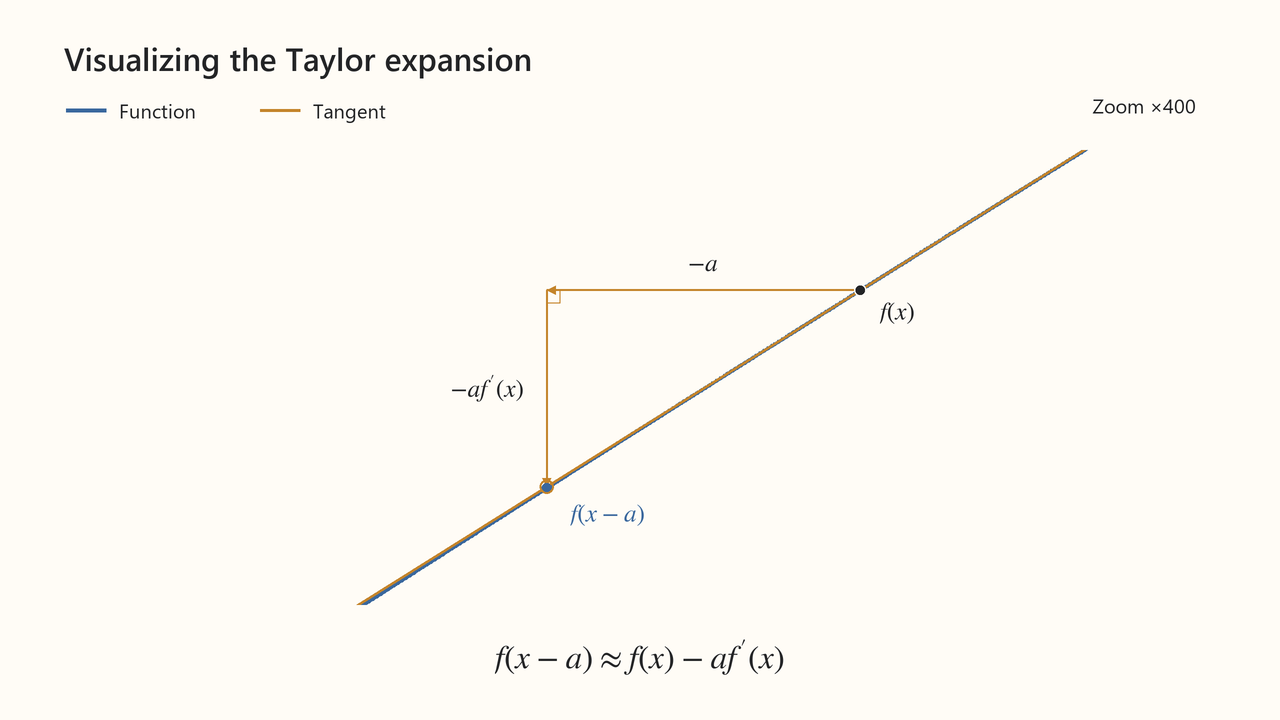 Visualizing the Taylor expansion
Function Tangent
Zoom ×400
−a
f(x)
−af′(x)
f(x − a)
f(x − a) ≈ f(x) − af′(x)